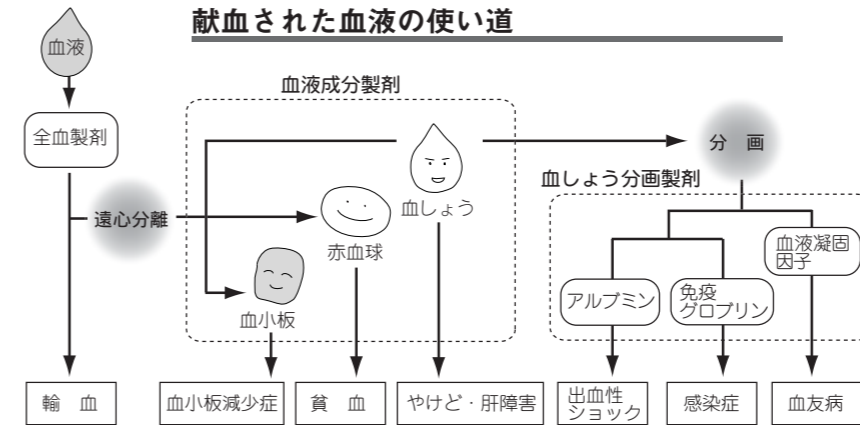 献血された血液の使い道
血液
血液成分製剤
全血製剤
分 画
血しょう分画製剤
遠心分離
血しょう
赤血球
血小板
血液凝固
因子
アルブミン
免疫
グロブリン
輸 血
血小板減少症
貧 血
やけど・肝障害
出血性
ショック
感染症
血友病